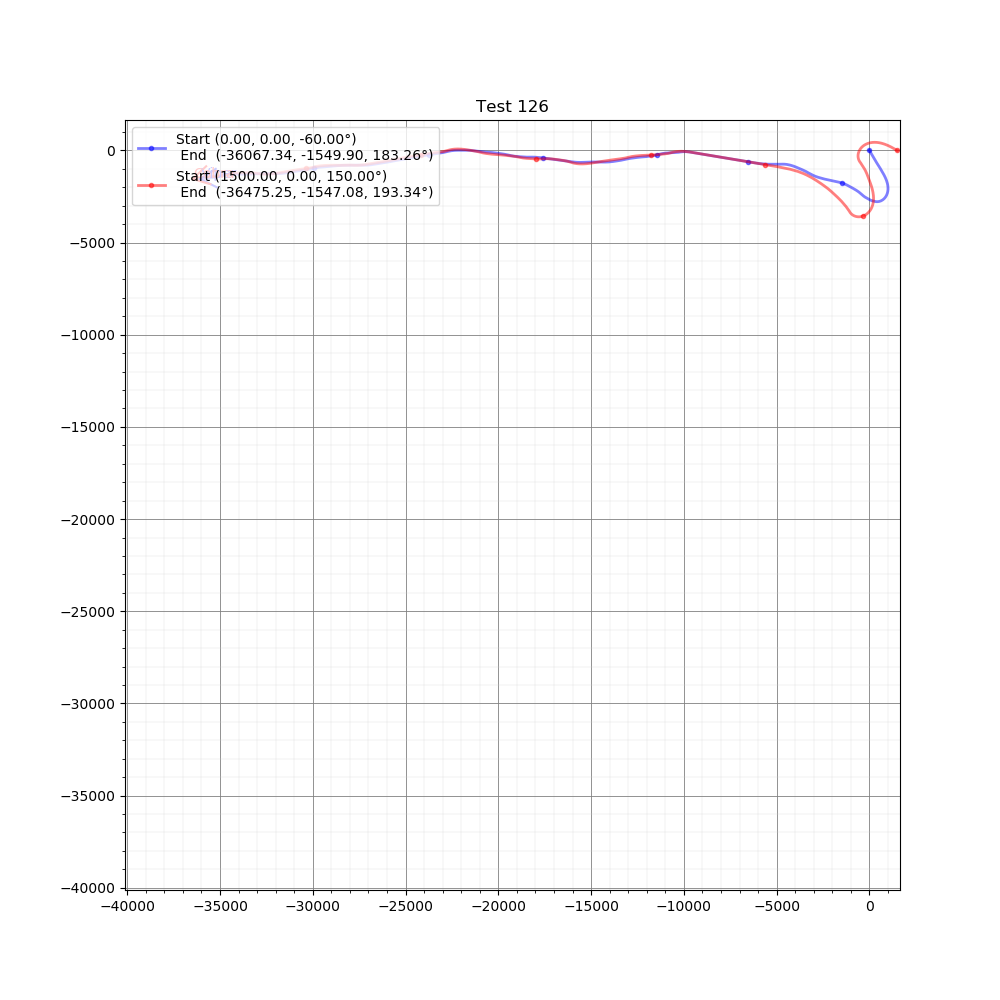 Test 126
Start (0.00, 0.00, -60.00°)
End  (-36067.34, -1549.90, 183.26°)
Start (1500.00, 0.00, 150.00°)
End  (-36475.25, -1547.08, 193.34°)
0
−5000
−10000
−15000
−20000
−25000
−30000
−35000
−40000
−40000 −35000 −30000 −25000 −20000 −15000 −10000 −5000 0